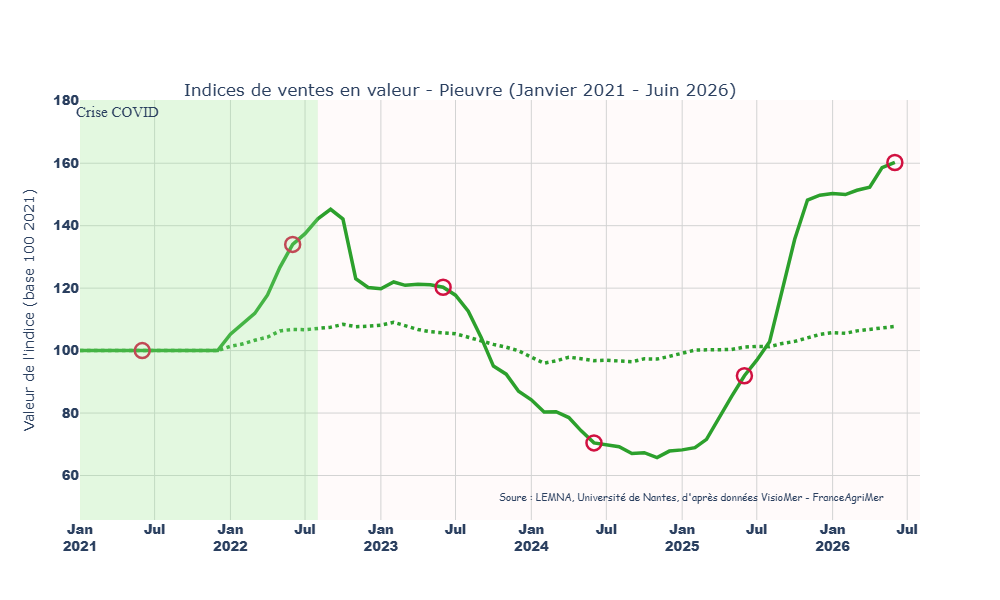 Indices de ventes en valeur - Pieuvre (Janvier 2021 - Juin 2026)
Crise COVID
Valeur de l'indice (base 100 2021)
180
160
140
120
100
80
60
Soure : LEMNA, Université de Nantes, d'après données VisioMer - FranceAgriMer
Jan Jul Jan Jul Jan Jul Jan Jul Jan Jul Jan Jul
2021 2022 2023 2024 2025 2026